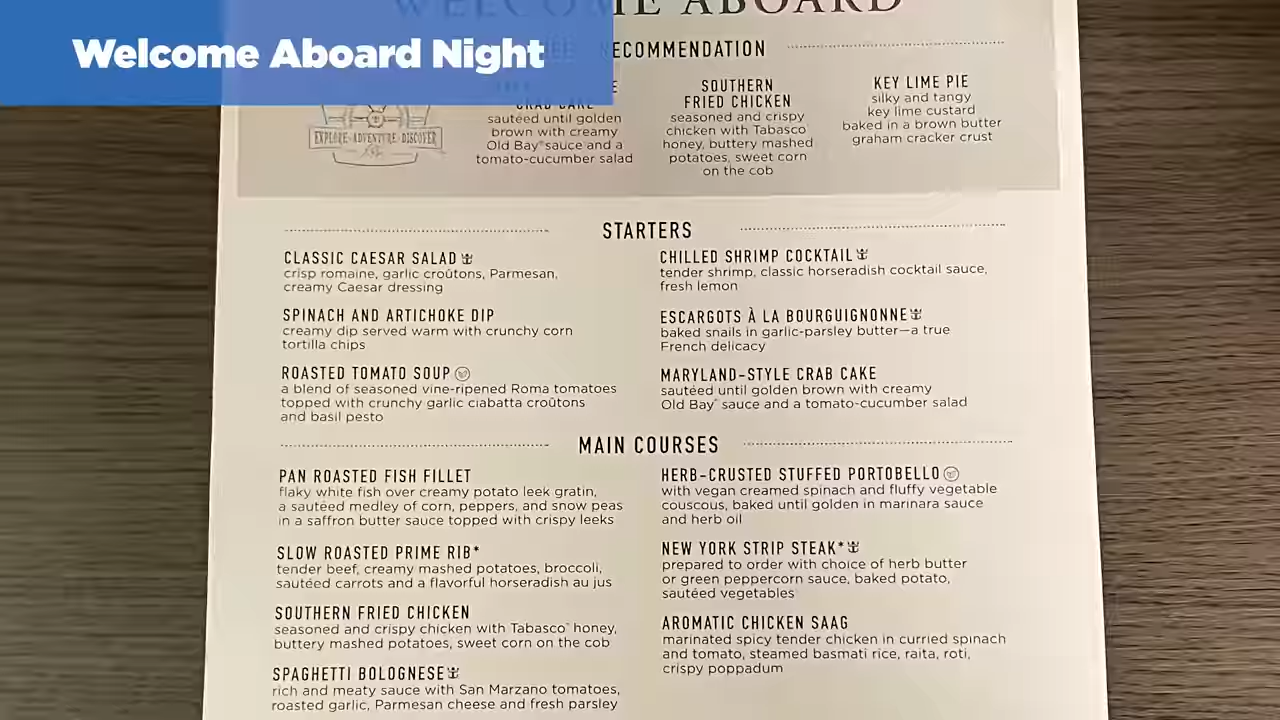 Welcome Aboard Night
WELCOME ABOARD
RECOMMENDATION
CRAB CAKE
sautéed until golden
brown with creamy
Old Bay® sauce and a
tomato-cucumber salad
SOUTHERN
FRIED CHICKEN
seasoned and crispy
chicken with Tabasco
honey, buttery mashed
potatoes, sweet corn
on the cob
KEY LIME PIE
silky and tangy
key lime custard
baked in a brown butter
graham cracker crust
EXPLORE·ADVENTURE·DISCOVER
STARTERS
CLASSIC CAESAR SALAD
crisp romaine, garlic croûtons, Parmesan,
creamy Caesar dressing
SPINACH AND ARTICHOKE DIP
creamy dip served warm with crunchy corn
tortilla chips
ROASTED TOMATO SOUP
a blend of seasoned vine-ripened Roma tomatoes
topped with crunchy garlic ciabatta croûtons
and basil pesto
CHILLED SHRIMP COCKTAIL
tender shrimp, classic horseradish cocktail sauce,
fresh lemon
ESCARGOTS À LA BOURGUIGNONNE
baked snails in garlic-parsley butter—a true
French delicacy
MARYLAND-STYLE CRAB CAKE
sautéed until golden brown with creamy
Old Bay® sauce and a tomato-cucumber salad
MAIN COURSES
PAN ROASTED FISH FILLET
flaky white fish over creamy potato leek gratin,
a sautéed medley of corn, peppers, and snow peas
in a saffron butter sauce topped with crispy leeks
SLOW ROASTED PRIME RIB*
tender beef, creamy mashed potatoes, broccoli,
sautéed carrots and a flavorful horseradish au jus
SOUTHERN FRIED CHICKEN
seasoned and crispy chicken with Tabasco™ honey,
buttery mashed potatoes, sweet corn on the cob
SPAGHETTI BOLOGNESE
rich and meaty sauce with San Marzano tomatoes,
roasted garlic, Parmesan cheese and fresh parsley
HERB-CRUSTED STUFFED PORTOBELLO
with vegan creamed spinach and fluffy vegetable
couscous, baked until golden in marinara sauce
and herb oil
NEW YORK STRIP STEAK*
prepared to order with choice of herb butter
or green peppercorn sauce, baked potato,
sautéed vegetables
AROMATIC CHICKEN SAAG
marinated spicy tender chicken in curried spinach
and tomato, steamed basmati rice, raita, roti,
crispy poppadum